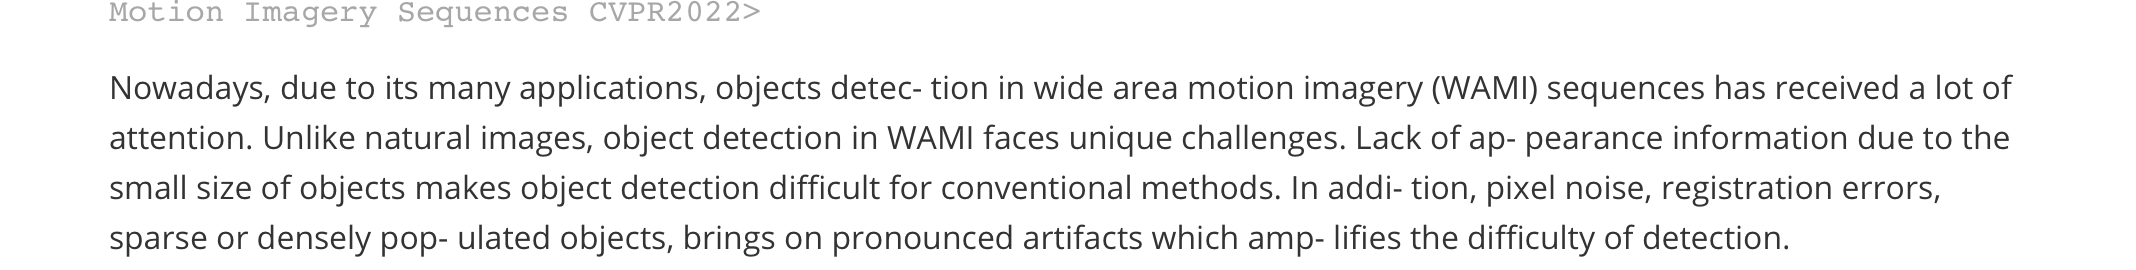 Motion Imagery Sequences CVPR2022>
Nowadays, due to its many applications, objects detec- tion in wide area motion imagery (WAMI) sequences has received a lot of
attention. Unlike natural images, object detection in WAMI faces unique challenges. Lack of ap- pearance information due to the
small size of objects makes object detection difficult for conventional methods. In addi- tion, pixel noise, registration errors,
sparse or densely pop- ulated objects, brings on pronounced artifacts which amp- lifies the difficulty of detection.